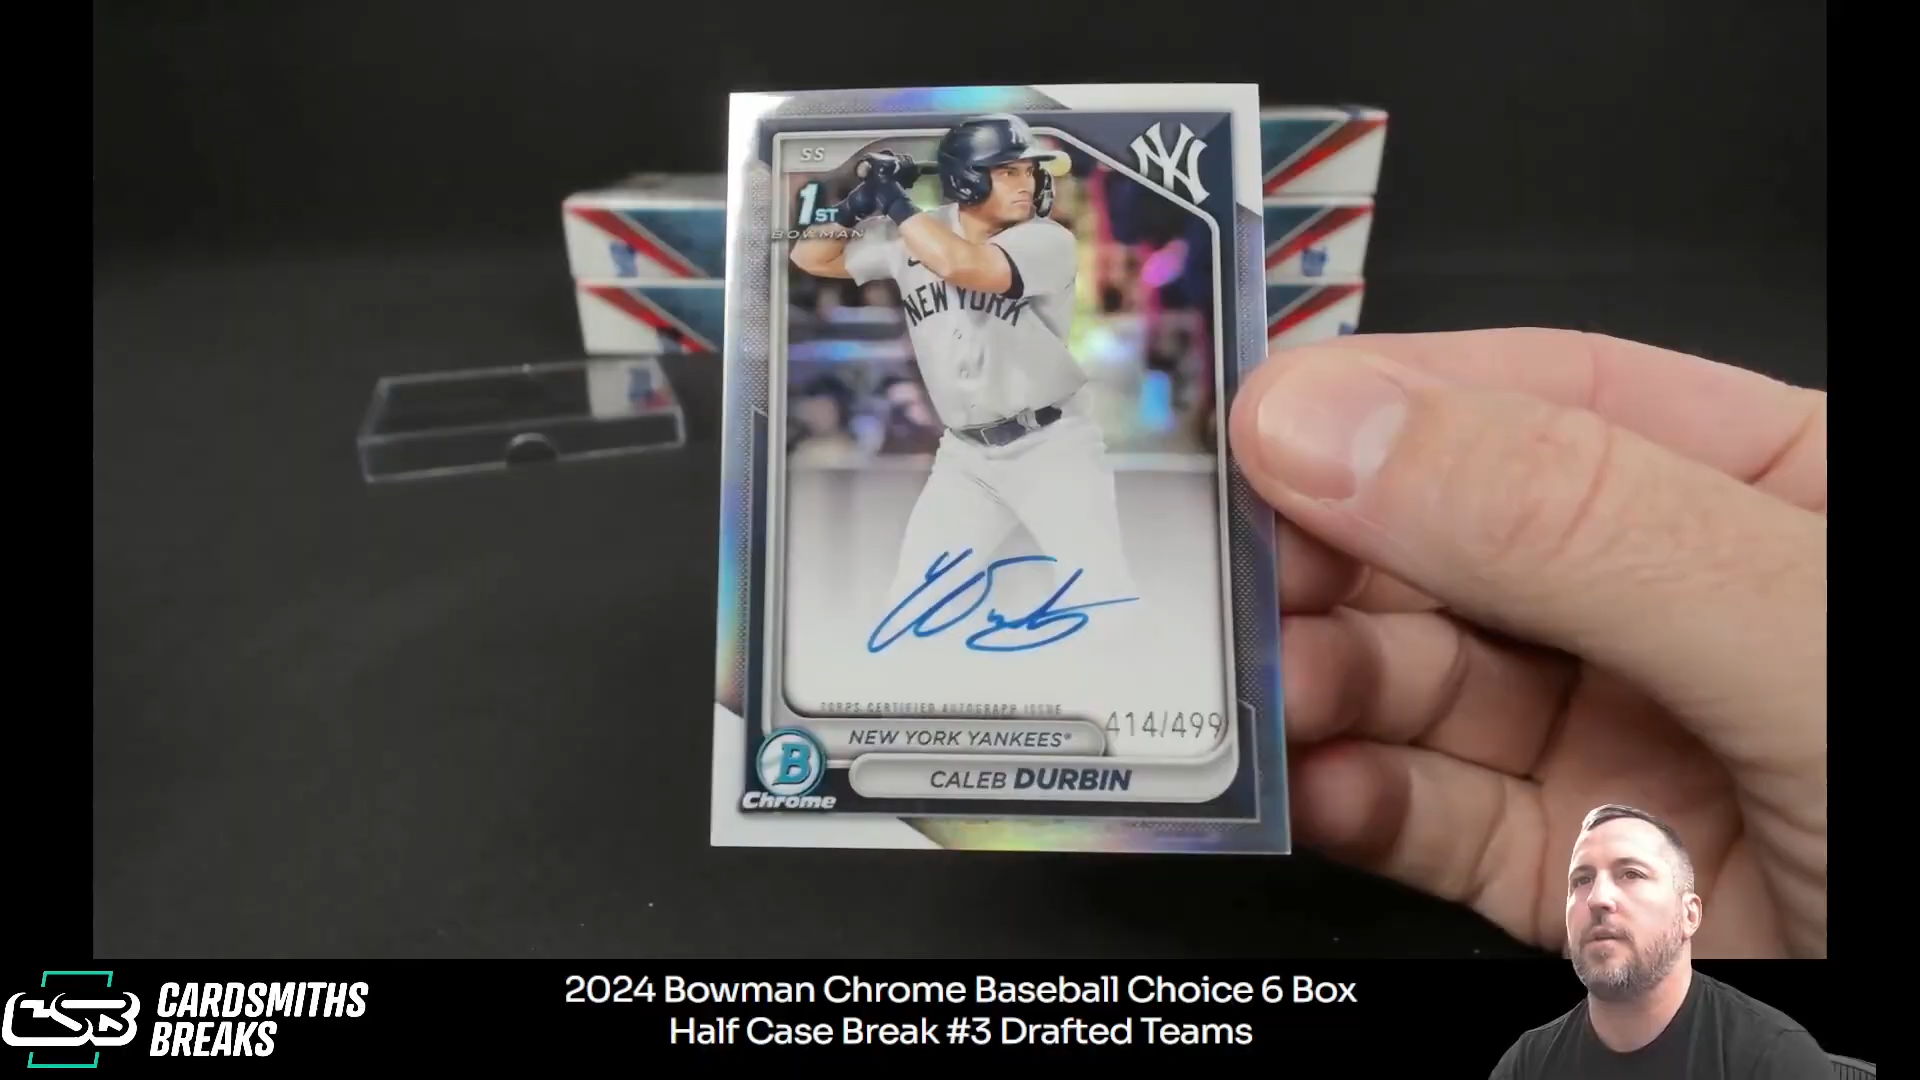 SS
1ST
BOWMAN
NY
NEW YORK
TOPPS CERTIFIED AUTOGRAPH ISSUE
414/499
NEW YORK YANKEES®
B
CALEB DURBIN
Chrome
CSB
CARDSMITHS
BREAKS
2024 Bowman Chrome Baseball Choice 6 Box
Half Case Break #3 Drafted Teams